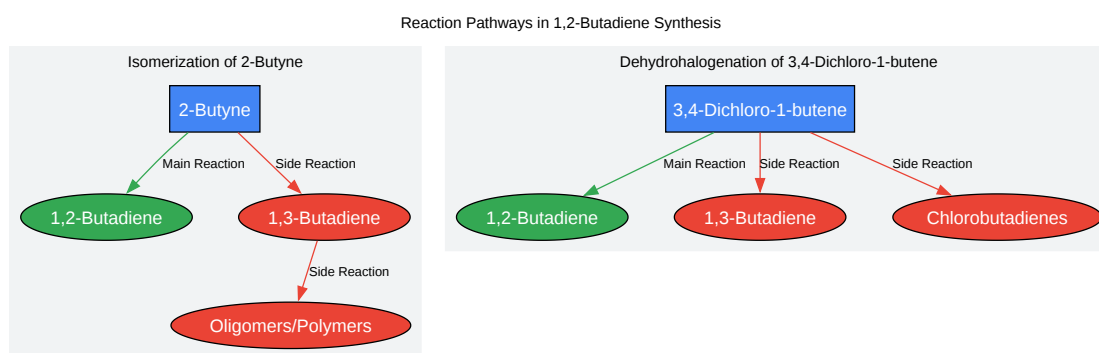 Reaction Pathways in 1,2-Butadiene Synthesis
Isomerization of 2-Butyne
2-Butyne
Main Reaction
Side Reaction
1,2-Butadiene
1,3-Butadiene
Side Reaction
Oligomers/Polymers
Dehydrohalogenation of 3,4-Dichloro-1-butene
3,4-Dichloro-1-butene
Main Reaction
Side Reaction
Side Reaction
1,2-Butadiene
1,3-Butadiene
Chlorobutadienes